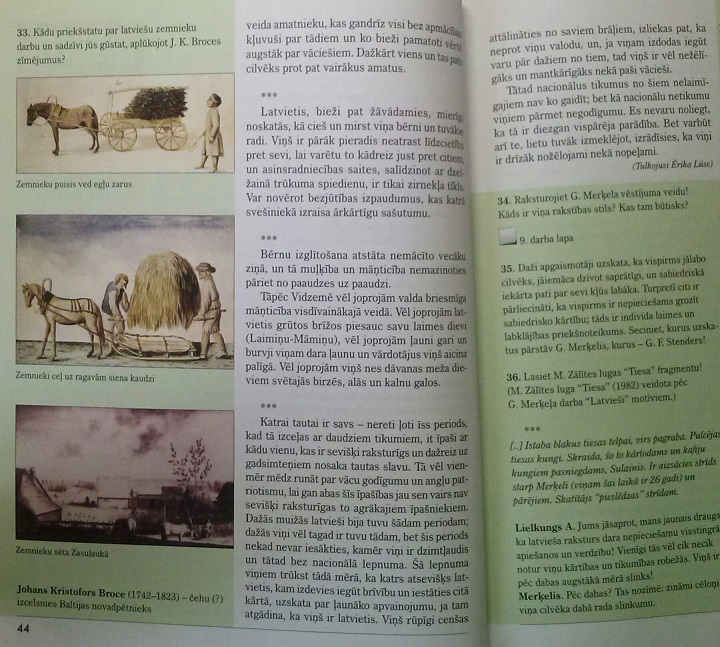 33. Kādu priekšstatu par latviešu zemnieku
darbu un sadzīvi jūs gūstat, aplūkojot J. K. Broces
zīmējumus?
Zemnieku puisis ved egļu zarus
Zemnieki ceļ uz ragavām siena kaudzi
Zemnieku sēta Zasulaukā
Johans Kristofors Broce (1742–1823) – čehu (?)
izcelsmes Baltijas novadpētnieks
44
veida amatnieku, kas gandrīz visi bez apmācības
kļuvuši par tādiem un ko bieži pamatoti vērtē
augstāk par vāciešiem. Dažkārt viens un tas pats
cilvēks prot pat vairākus amatus.
***
Latvietis, bieži pat žāvādamies, mierīgi
noskatās, kā cieš un mirst viņa bērni un tuvākie
radi. Viņš ir pārāk pieradis neatrast līdzcietību
pret sevi, lai varētu to kādreiz just pret citiem,
un asinsradniecības saites, salīdzinot ar dzel-
žainā trūkuma spiedienu, ir tikai zirnekļa tīkls.
Var novērot bezjūtības izpaudumus, kas katrā
svešiniekā izraisa ārkārtīgu sašutumu.
***
Bērnu izglītošana atstāta nemācīto vecāku
ziņā, un tā muļķība un māņticība nemazinoties
pāriet no paaudzes uz paaudzi.
Tāpēc Vidzemē vēl joprojām valda briesmīga
māņticība visdīvainākajā veidā. Vēl joprojām lat-
vietis grūtos brīžos piesauc savu laimes dievi
(Laimiņu-Māmiņu), vēl joprojām ļauni gari un
burvji viņam dara ļaunu un vārdotājus viņš aicina
palīgā. Vēl joprojām viņš nes dāvanas meža die-
viem svētajās birzēs, alās un kalnu galos.
***
Katrai tautai ir savs – nereti ļoti īss periods,
kad tā izceļas ar daudziem tikumiem, it īpaši ar
kādu vienu, kas ir sevišķi raksturīgs un dažreiz uz
gadsimteņiem nosaka tautas slavu. Tā vēl vien-
mēr mēdz runāt par vācu godīgumu un angļu pat-
riotismu, lai gan abas šīs īpašības jau sen vairs nav
sevišķi raksturīgas to agrākajiem īpašniekiem.
Dažās muižās latvieši bija tuvu šādam periodam;
dažās viņi vēl tagad ir tuvu tādam, bet šis periods
nekad nevar iesākties, kamēr viņi ir dzimtļaudis
un tātad bez nacionālā lepnuma. Šā lepnuma
viņiem trūkst tādā mērā, ka katrs atsevišķs lat-
vietis, kam izdevies iegūt brīvību un iestāties citā
kārtā, uzskata par ļaunāko apvainojumu, ja tam
atgādina, ka viņš ir latvietis. Viņš rūpīgi cenšas
attālināties no saviem brāļiem, izliekas pat, ka
neprot viņu valodu, un, ja viņam izdodas iegūt
varu pār dažiem no tiem, tad viņš ir vēl nežēlī-
gāks un mantkārīgāks nekā paši vācieši.
Tātad nacionālus tikumus no šiem nelaimī-
gajiem nav ko gaidīt; bet kā nacionālu netikumu
viņiem pārmet negodīgumu. Es nevaru noliegt,
ka tā ir diezgan vispārēja parādība. Bet varbūt
arī te, lietu tuvāk izmeklējot, izrādīsies, ka viņi
ir drīzāk nožēlojami nekā nopeļami.
(Tulkojusi Ērika Lūse)
34. Raksturojiet G. Merķeļa vēstījuma veidu!
Kāds ir viņa rakstības stils? Kas tam būtisks?
9. darba lapa
35. Daži apgaismotāji uzskata, ka vispirms jālabo
cilvēks, jāiemāca dzīvot saprātīgi, un sabiedriskā
iekārta pati par sevi kļūs labāka. Turpretī citi ir
pārliecināti, ka vispirms ir nepieciešams grozīt
sabiedrisko kārtību; tāds ir indivīda laimes un
labklājības priekšnoteikums. Seciniet, kurus uzska-
tus pārstāv G. Merķelis, kurus – G. F. Stenders!
36. Lasiet M. Zālītes lugas "Tiesa" fragmentu!
(M. Zālītes luga "Tiesa" (1982) veidota pēc
G. Merķeļa darba "Latvieši" motīviem.)
***
[..] Istaba blakus tiesas telpai, virs pagraba. Pulcējas
tiesas kungi. Skraida, šo to kārtodams un kafiju
kungiem pasniegdams, Sulainis. Ir aizsācies strīds
starp Merķeli (viņam šai laikā ir 26 gadi) un
pārējiem. Skatītājs "pieslēdzas" strīdam.
Lielkungs A. Jums jāsaprot, mans jaunais draugs,
ka latvieša raksturs dara nepieciešamu visstingrāko
apiešanos un verdzību! Vienīgi tās vēl cik necik
notur viņu kārtības un tikumības robežās. Viņš ir
pēc dabas augstākā mērā slinks!
Merķelis. Pēc dabas? Tas nozīmē: zināmi cēloņi
viņa cilvēka dabā rada slinkumu.